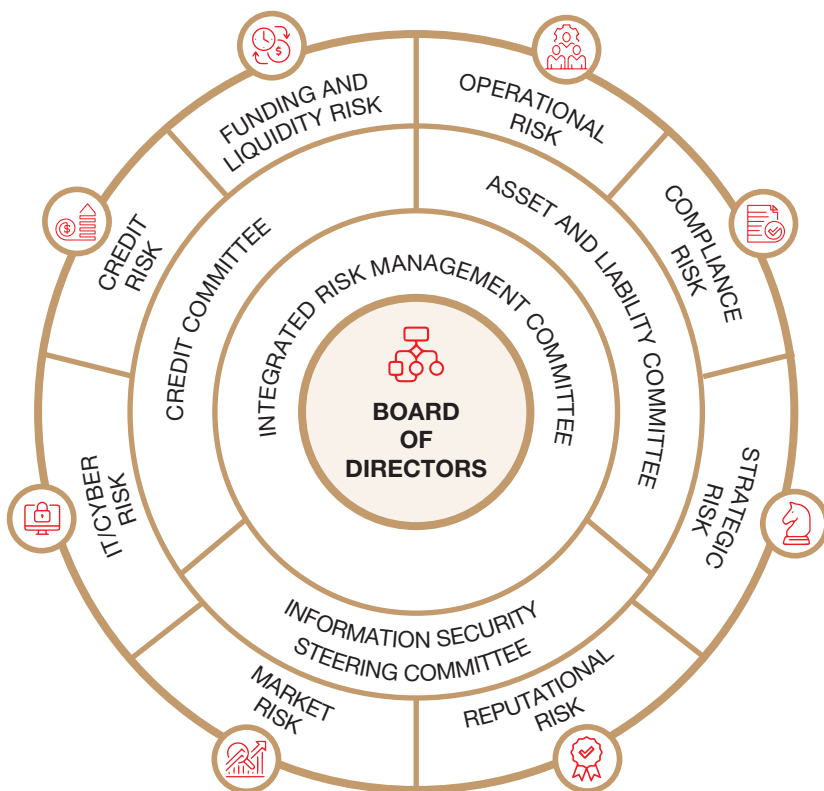 FUNDING AND
LIQUIDITY RISK
OPERATIONAL
RISK
COMPLIANCE
RISK
STRATEGIC
RISK
REPUTATIONAL
RISK
MARKET
RISK
IT/CYBER
RISK
CREDIT
RISK
CREDIT COMMITTEE
ASSET AND LIABILITY COMMITTEE
INFORMATION SECURITY
STEERING COMMITTEE
INTEGRATED RISK MANAGEMENT COMMITTEE
BOARD
OF
DIRECTORS